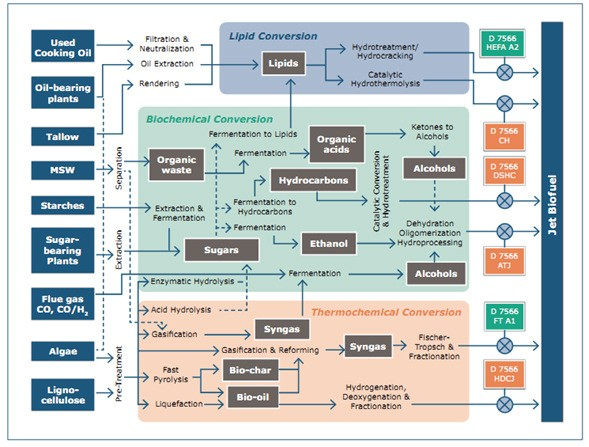 Used
Cooking Oil
Oil-bearing
plants
Tallow
MSW
Starches
Sugar-
bearing
Plants
Flue gas
CO, CO/H₂
Algae
Ligno-
cellulose
Filtration &
Neutralization
Oil Extraction
Rendering
Separation
Extraction &
Fermentation
Extraction
Pre-Treatment
Lipid Conversion
Lipids
Hydrotreatment/
Hydrocracking
Catalytic
Hydrothermolysis
Biochemical Conversion
Fermentation to Lipids
Organic
waste
Fermentation
Organic
acids
Ketones to
Alcohols
Hydrocarbons
Alcohols
Catalytic Conversion
& Hydrotreatment
Fermentation to
Hydrocarbons
Fermentation
Sugars
Ethanol
Dehydration
Oligomerization
Hydroprocessing
Enzymatic Hydrolysis
Fermentation
Alcohols
Thermochemical Conversion
Acid Hydrolysis
Gasification
Syngas
Gasification & Reforming
Syngas
Fischer-
Tropsch &
Fractionation
Fast
Pyrolysis
Bio-char
Bio-oil
Liquefaction
Hydrogenation,
Deoxygenation &
Fractionation
D 7566
HEFA A2
D 7566
CH
D 7566
DSHC
D 7566
ATJ
D 7566
FT A1
D 7566
HDCJ
Jet Biofuel